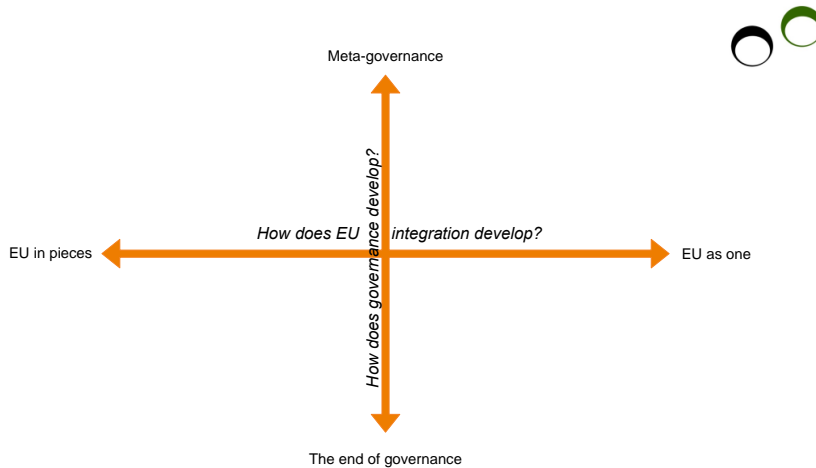 Meta-governance
How does governance develop?
How does EU integration develop?
EU in pieces
EU as one
The end of governance